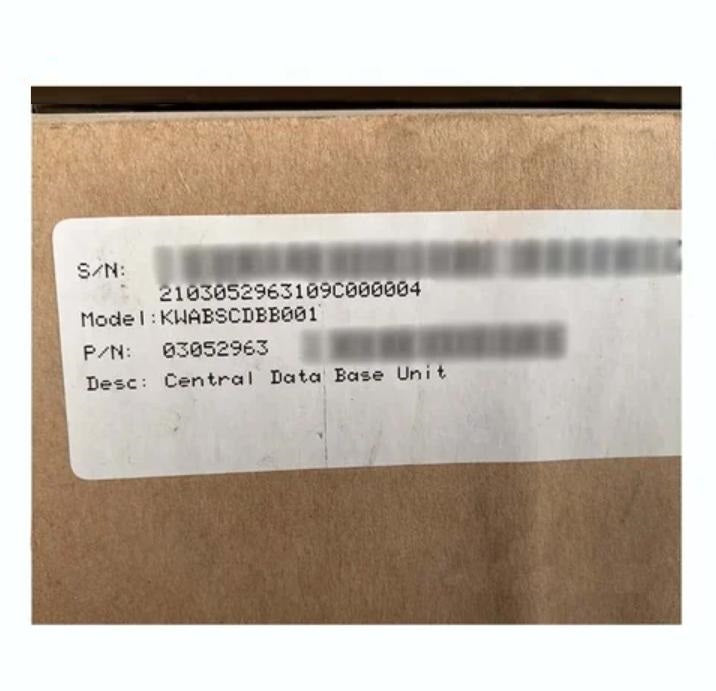 S/N:
2103052963109C000004
Model:KWABSCDBB001
P/N: 03052963
Desc: Central Data Base Unit